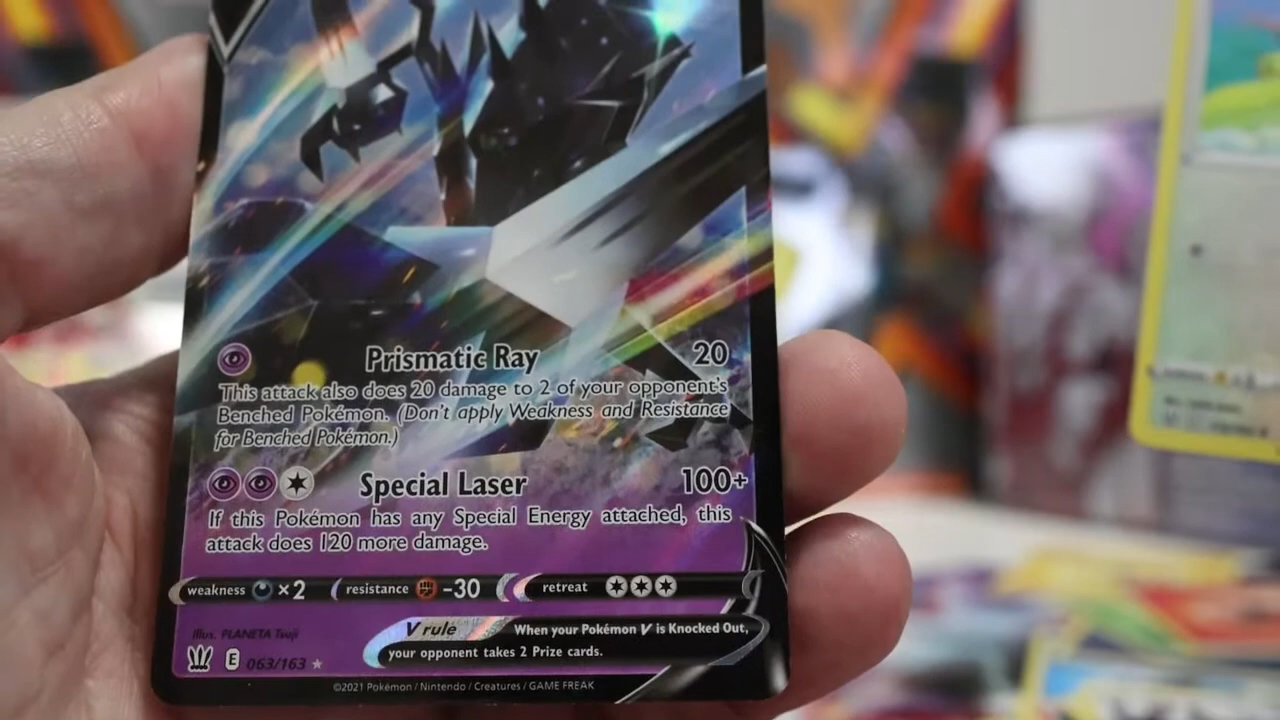 Prismatic Ray 20
This attack also does 20 damage to 2 of your opponent's
Benched Pokémon. (Don't apply Weakness and Resistance
for Benched Pokémon.)
Special Laser 100+
If this Pokémon has any Special Energy attached, this
attack does 120 more damage.
weakness ×2 resistance -30 retreat
Illus. PLANETA Tsuji
V rule When your Pokémon V is Knocked Out,
your opponent takes 2 Prize cards.
E 063/163
©2021 Pokémon / Nintendo / Creatures / GAME FREAK